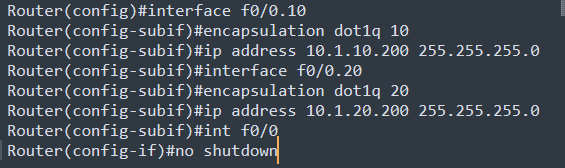 Router(config)#interface f0/0.10
Router(config-subif)#encapsulation dot1q 10
Router(config-subif)#ip address 10.1.10.200 255.255.255.0
Router(config-subif)#interface f0/0.20
Router(config-subif)#encapsulation dot1q 20
Router(config-subif)#ip address 10.1.20.200 255.255.255.0
Router(config-subif)#int f0/0
Router(config-if)#no shutdown